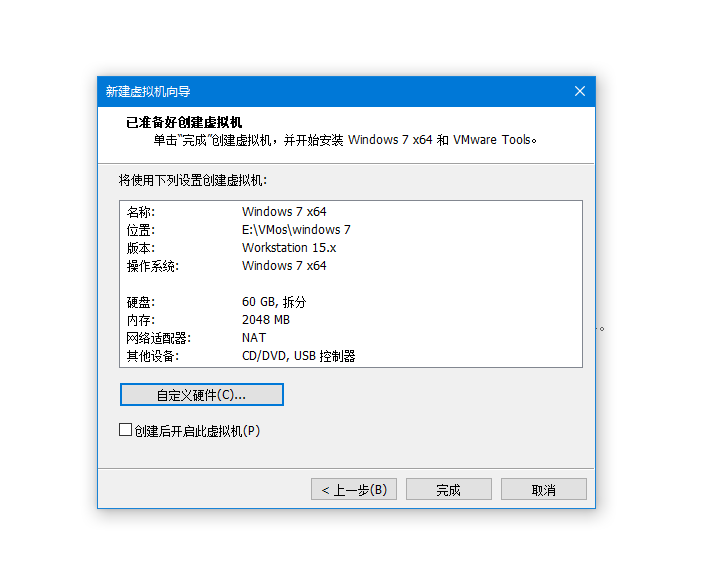 新建虚拟机向导
已准备好创建虚拟机
单击“完成”创建虚拟机，并开始安装 Windows 7 x64 和 VMware Tools。
将使用下列设置创建虚拟机:
名称: Windows 7 x64
位置: E:\VMos\windows 7
版本: Workstation 15.x
操作系统: Windows 7 x64
硬盘: 60 GB, 拆分
内存: 2048 MB
网络适配器: NAT
其他设备: CD/DVD, USB 控制器
自定义硬件(C)...
创建后开启此虚拟机(P)
< 上一步(B) 完成 取消